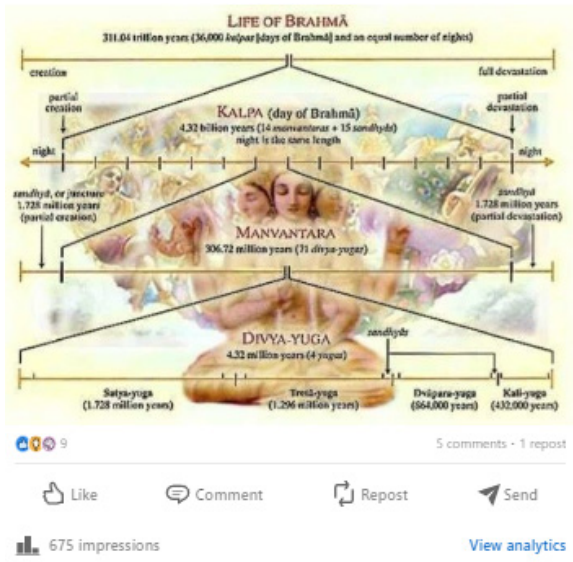 LIFE OF BRAHMĀ
311.04 trillion years (36,000 kalpas [days of Brahmā] and an equal number of nights)
creation
full devastation
partial
creation
partial
devastation
KALPA (day of Brahmā)
4.32 billion years (14 manvantaras + 15 sandhyās)
night is the same length
night
night
sandhyā, or juncture
1.728 million years
(partial creation)
sandhyā
1.728 million years
(partial devastation)
MANVANTARA
306.72 million years (71 divya-yugas)
DIVYA-YUGA
4.32 million years (4 yugas)
sandhyās
Satya-yuga
(1.728 million years)
Tretā-yuga
(1.296 million years)
Dvāpara-yuga
(864,000 years)
Kali-yuga
(432,000 years)
9
5 comments · 1 repost
Like
Comment
Repost
Send
675 impressions
View analytics